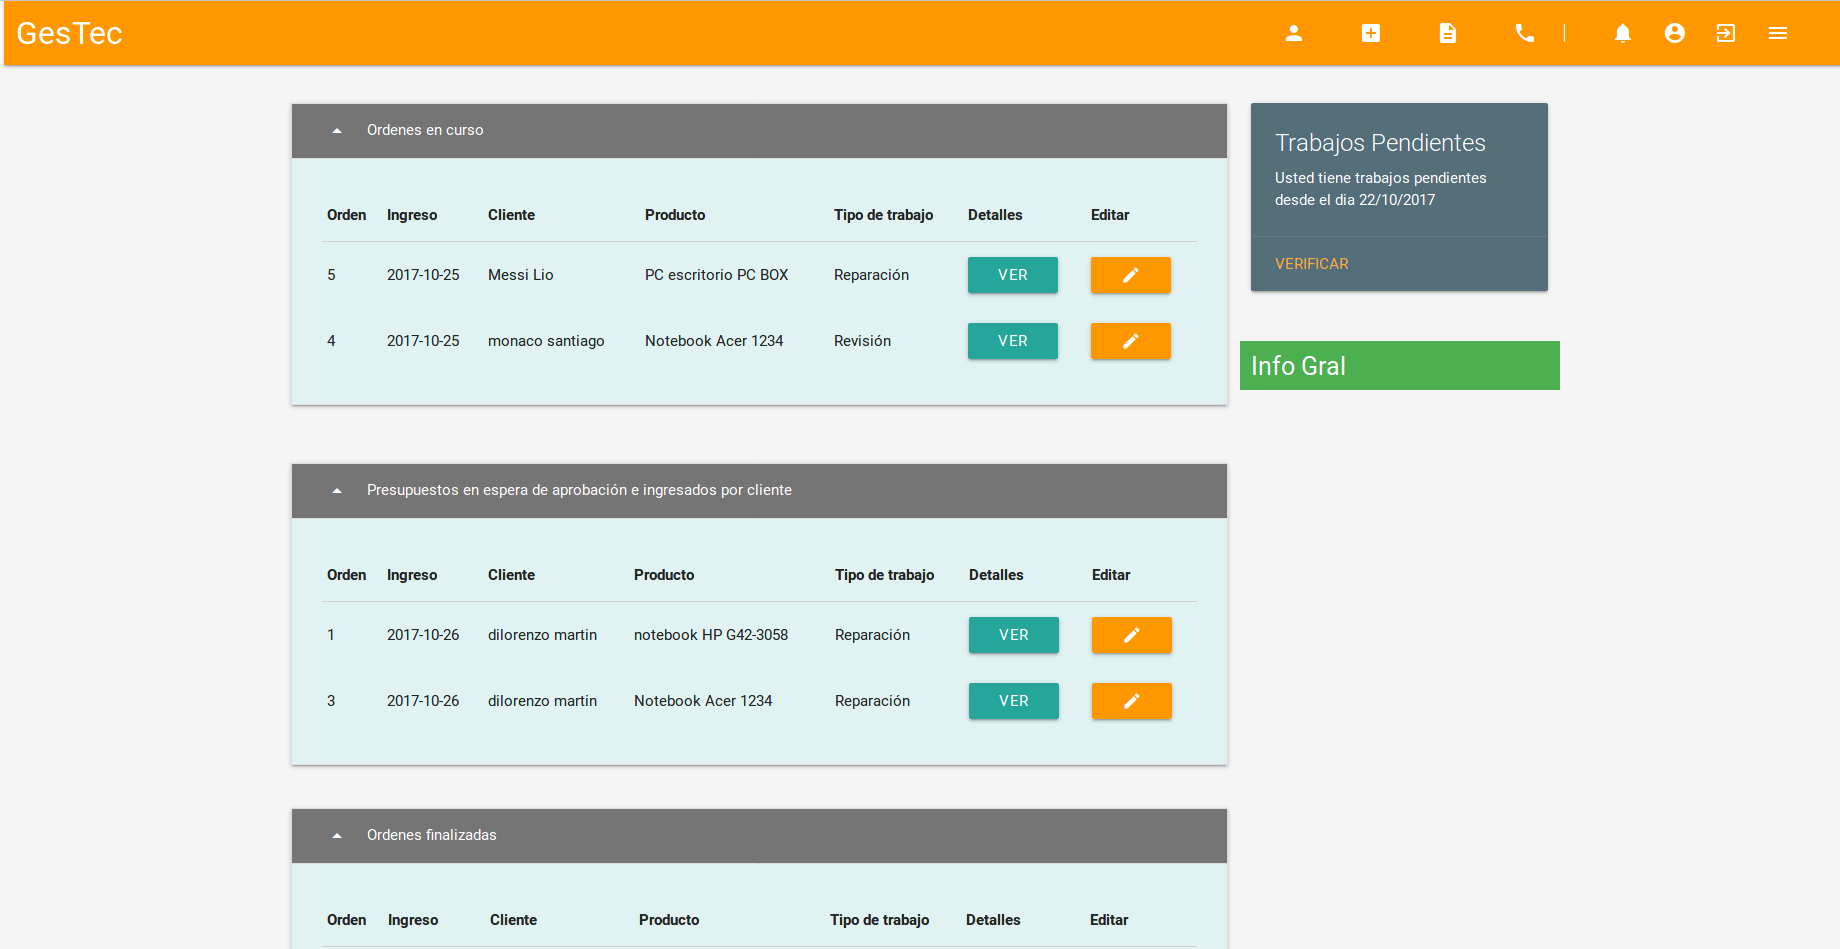 GesTec
Ordenes en curso
Orden Ingreso Cliente Producto Tipo de trabajo Detalles Editar
5 2017-10-25 Messi Lio PC escritorio PC BOX Reparación VER
4 2017-10-25 monaco santiago Notebook Acer 1234 Revisión VER
Presupuestos en espera de aprobación e ingresados por cliente
Orden Ingreso Cliente Producto Tipo de trabajo Detalles Editar
1 2017-10-26 dilorenzo martin notebook HP G42-3058 Reparación VER
3 2017-10-26 dilorenzo martin Notebook Acer 1234 Reparación VER
Ordenes finalizadas
Orden Ingreso Cliente Producto Tipo de trabajo Detalles Editar
Trabajos Pendientes
Usted tiene trabajos pendientes
desde el dia 22/10/2017
VERIFICAR
Info Gral